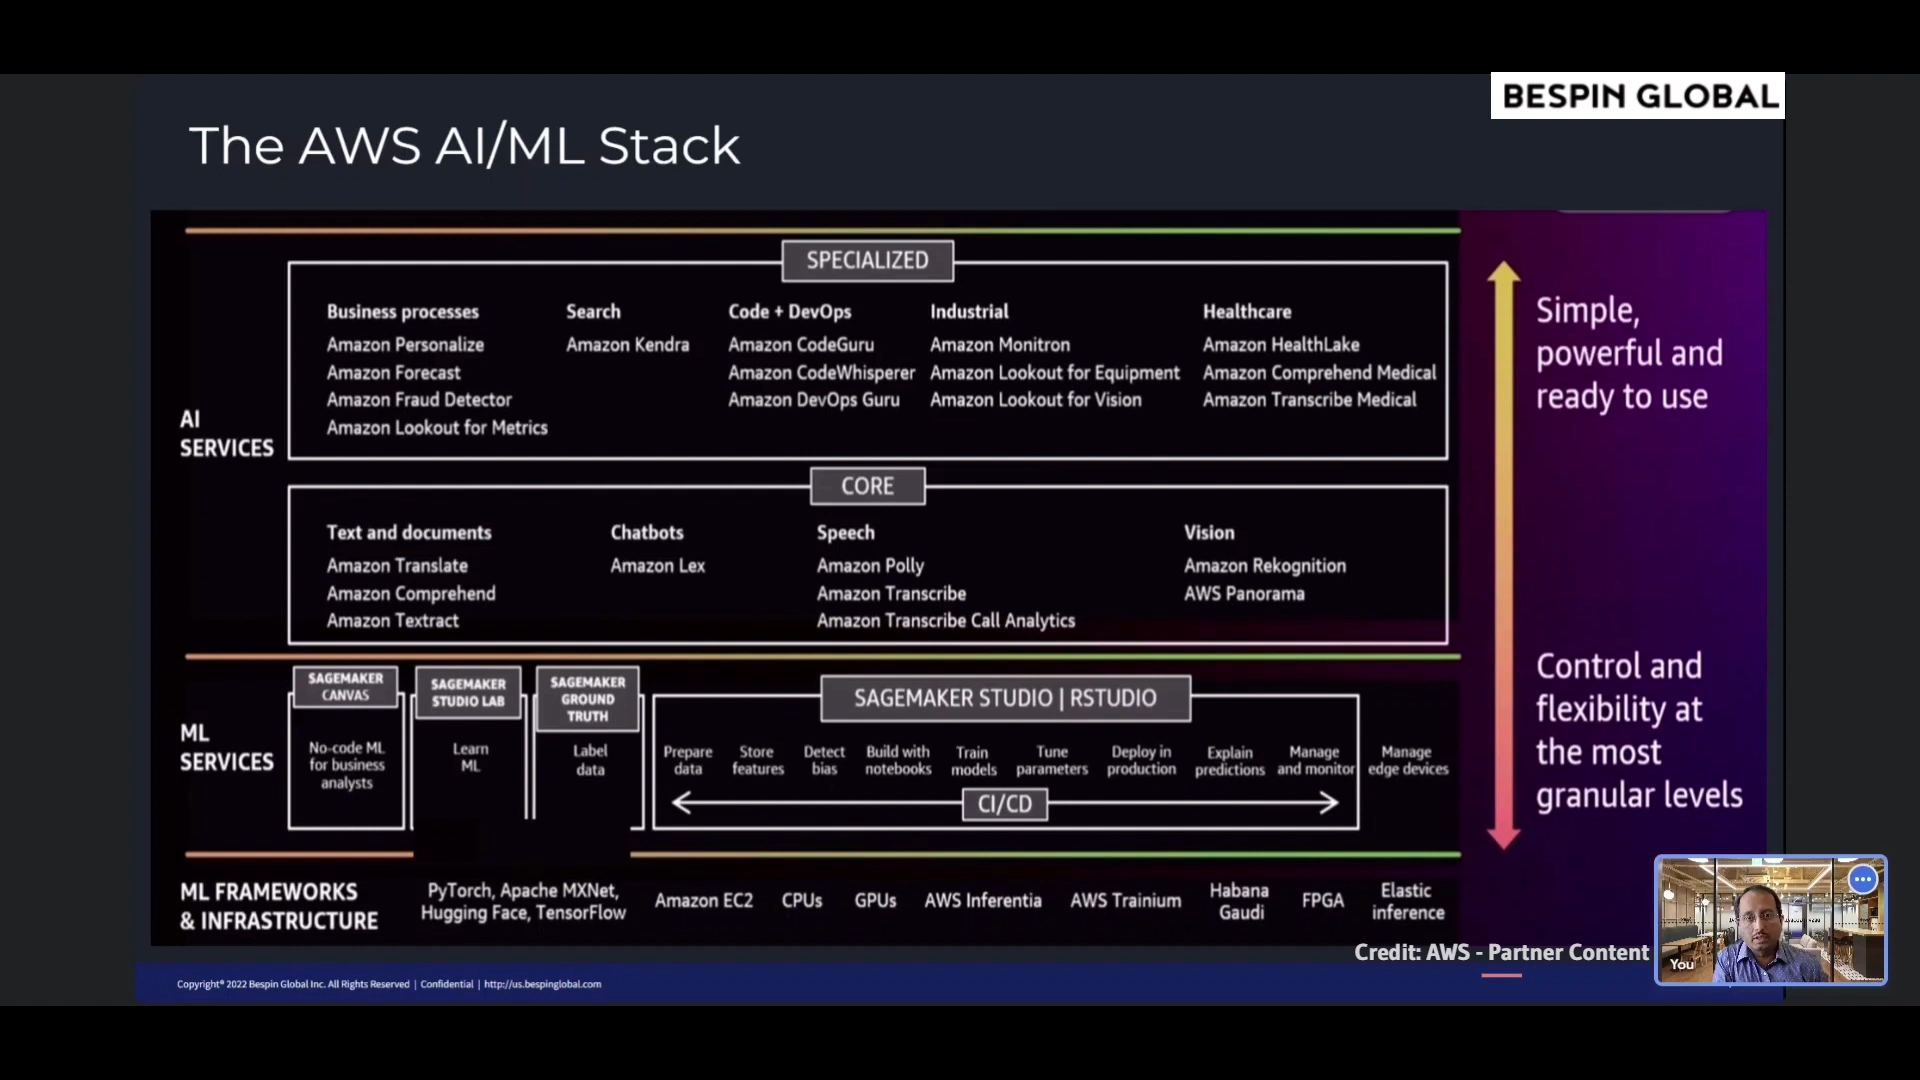 BESPIN GLOBAL
The AWS AI/ML Stack
SPECIALIZED
Business processes
Amazon Personalize
Amazon Forecast
Amazon Fraud Detector
Amazon Lookout for Metrics
Search
Amazon Kendra
Code + DevOps
Amazon CodeGuru
Amazon CodeWhisperer
Amazon DevOps Guru
Industrial
Amazon Monitron
Amazon Lookout for Equipment
Amazon Lookout for Vision
Healthcare
Amazon HealthLake
Amazon Comprehend Medical
Amazon Transcribe Medical
AI
SERVICES
CORE
Text and documents
Amazon Translate
Amazon Comprehend
Amazon Textract
Chatbots
Amazon Lex
Speech
Amazon Polly
Amazon Transcribe
Amazon Transcribe Call Analytics
Vision
Amazon Rekognition
AWS Panorama
Simple,
powerful and
ready to use
Control and
flexibility at
the most
granular levels
ML
SERVICES
SAGEMAKER
CANVAS
No-code ML
for business
analysts
SAGEMAKER
STUDIO LAB
Learn
ML
SAGEMAKER
GROUND
TRUTH
Label
data
SAGEMAKER STUDIO | RSTUDIO
Prepare
data
Store
features
Detect
bias
Build with
notebooks
Train
models
Tune
parameters
Deploy in
production
Explain
predictions
Manage
and monitor
Manage
edge devices
CI/CD
ML FRAMEWORKS
& INFRASTRUCTURE
PyTorch, Apache MXNet,
Hugging Face, TensorFlow
Amazon EC2
CPUs
GPUs
AWS Inferentia
AWS Trainium
Habana
Gaudi
FPGA
Elastic
inference
Credit: AWS - Partner Content
You
Copyright® 2022 Bespin Global Inc. All Rights Reserved | Confidential | http://us.bespinglobal.com